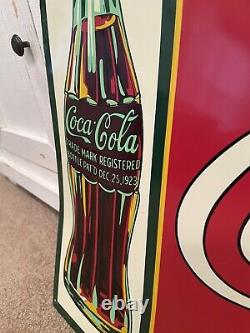 Coca-Cola
TRADE MARK REGISTERED
BOTTLE PAT'D DEC. 25, 1923
C